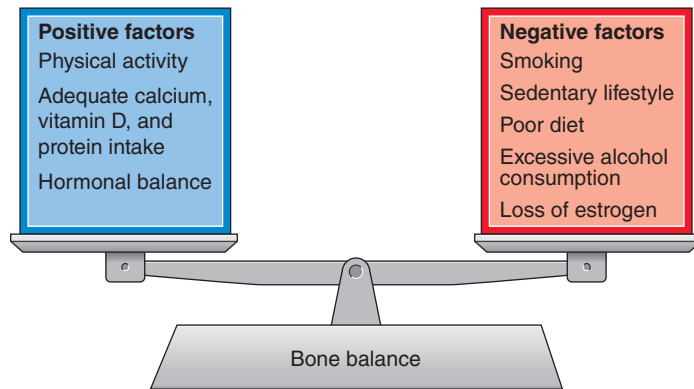 Positive factors
Physical activity
Adequate calcium,
vitamin D, and
protein intake
Hormonal balance
Negative factors
Smoking
Sedentary lifestyle
Poor diet
Excessive alcohol
consumption
Loss of estrogen
Bone balance